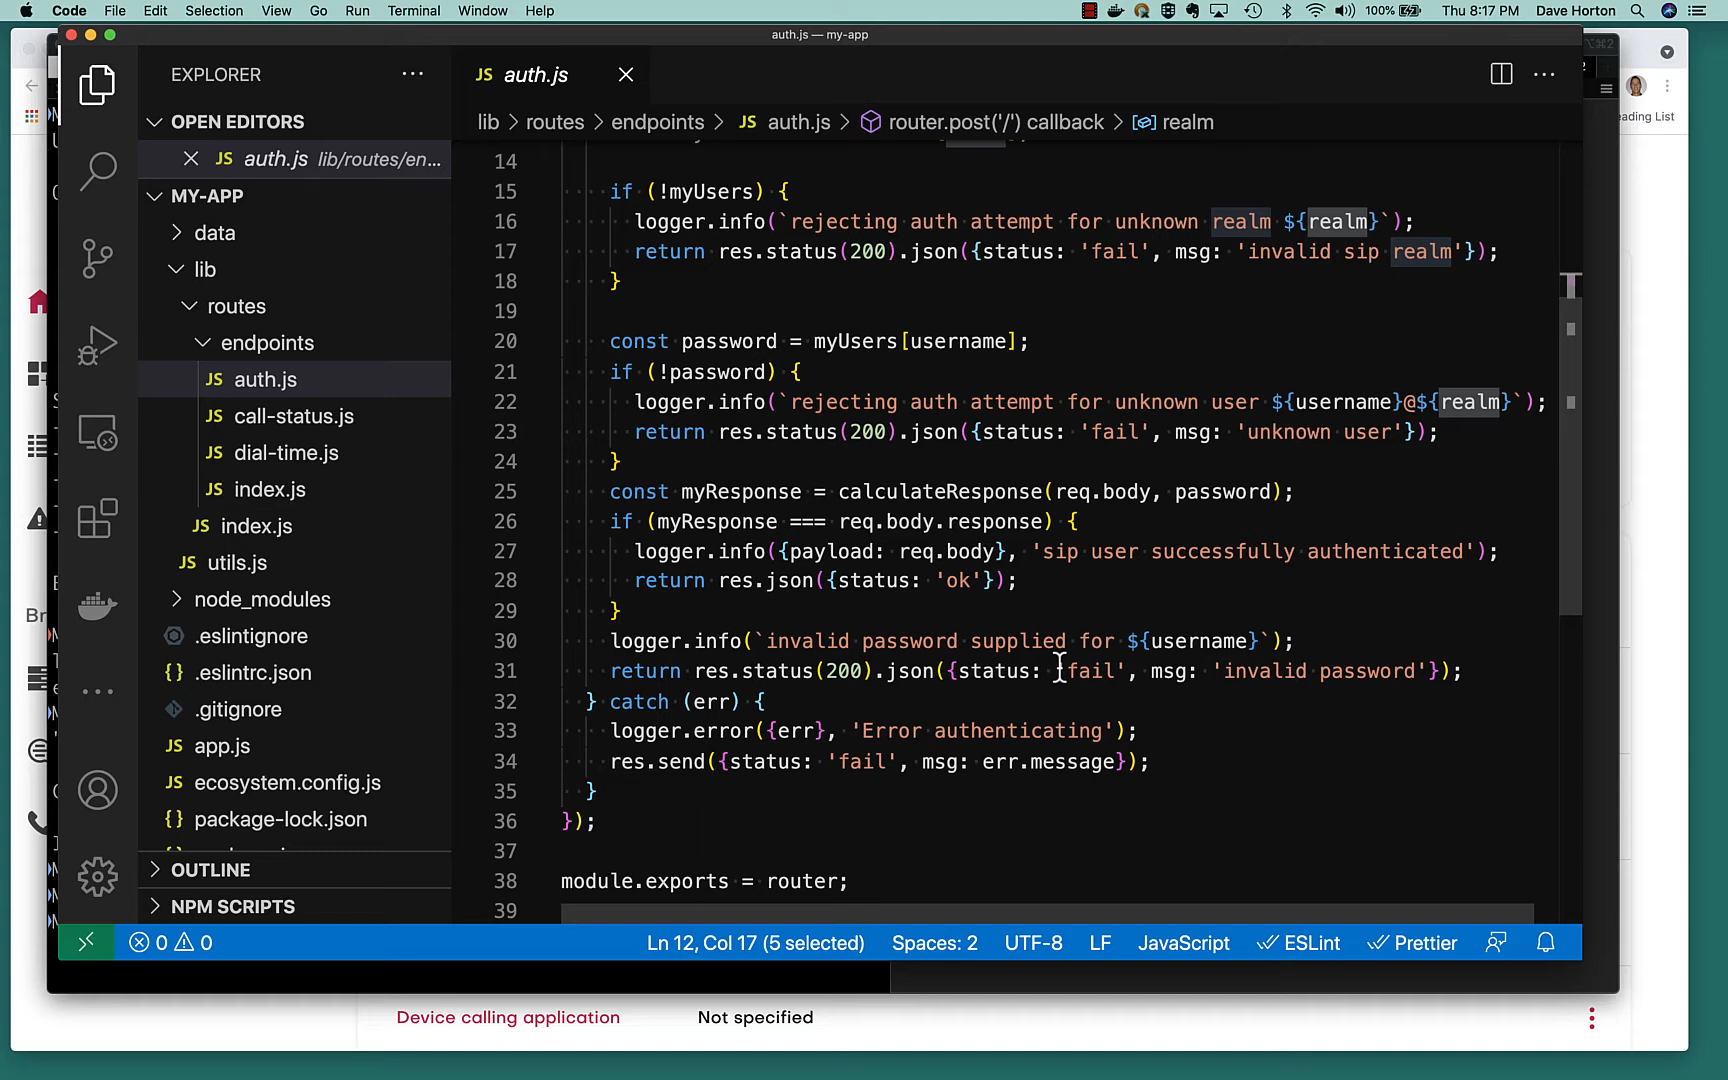 Code File Edit Selection View Go Run Terminal Window Help
100% Thu 8:17 PM Dave Horton
auth.js — my-app
EXPLORER
OPEN EDITORS
auth.js lib/routes/en...
MY-APP
data
lib
routes
endpoints
auth.js
call-status.js
dial-time.js
index.js
index.js
utils.js
node_modules
.eslintignore
.eslintrc.json
.gitignore
app.js
ecosystem.config.js
package-lock.json
OUTLINE
NPM SCRIPTS
JS auth.js
lib > routes > endpoints > JS auth.js > router.post('/') callback > realm
14
15 if (!myUsers) {
16 logger.info(`rejecting auth attempt for unknown realm ${realm}`);
17 return res.status(200).json({status: 'fail', msg: 'invalid sip realm'});
18 }
19
20 const password = myUsers[username];
21 if (!password) {
22 logger.info(`rejecting auth attempt for unknown user ${username}@${realm}`);
23 return res.status(200).json({status: 'fail', msg: 'unknown user'});
24 }
25 const myResponse = calculateResponse(req.body, password);
26 if (myResponse === req.body.response) {
27 logger.info({payload: req.body}, 'sip user successfully authenticated');
28 return res.json({status: 'ok'});
29 }
30 logger.info(`invalid password supplied for ${username}`);
31 return res.status(200).json({status: 'fail', msg: 'invalid password'});
32 } catch (err) {
33 logger.error({err}, 'Error authenticating');
34 res.send({status: 'fail', msg: err.message});
35 }
36 });
37
38 module.exports = router;
39
0 0 Ln 12, Col 17 (5 selected) Spaces: 2 UTF-8 LF JavaScript ESLint Prettier
eading List
Device calling application Not specified